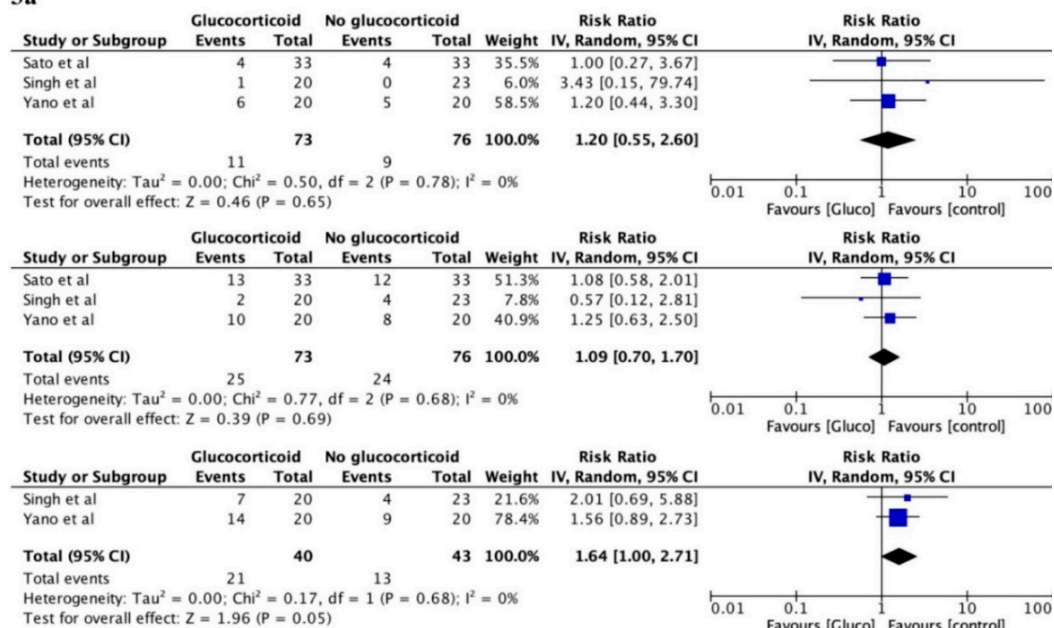 Glucocorticoid No glucocorticoid Risk Ratio Risk Ratio
Study or Subgroup Events Total Events Total Weight IV, Random, 95% CI IV, Random, 95% CI
Sato et al 4 33 4 33 35.5% 1.00 [0.27, 3.67]
Singh et al 1 20 0 23 6.0% 3.43 [0.15, 79.74]
Yano et al 6 20 5 20 58.5% 1.20 [0.44, 3.30]
Total (95% CI) 73 76 100.0% 1.20 [0.55, 2.60]
Total events 11 9
Heterogeneity: Tau² = 0.00; Chi² = 0.50, df = 2 (P = 0.78); I² = 0%
Test for overall effect: Z = 0.46 (P = 0.65)
0.01 0.1 1 10 100
Favours [Gluco] Favours [control]
Glucocorticoid No glucocorticoid Risk Ratio Risk Ratio
Study or Subgroup Events Total Events Total Weight IV, Random, 95% CI IV, Random, 95% CI
Sato et al 13 33 12 33 51.3% 1.08 [0.58, 2.01]
Singh et al 2 20 4 23 7.8% 0.57 [0.12, 2.81]
Yano et al 10 20 8 20 40.9% 1.25 [0.63, 2.50]
Total (95% CI) 73 76 100.0% 1.09 [0.70, 1.70]
Total events 25 24
Heterogeneity: Tau² = 0.00; Chi² = 0.77, df = 2 (P = 0.68); I² = 0%
Test for overall effect: Z = 0.39 (P = 0.69)
0.01 0.1 1 10 100
Favours [Gluco] Favours [control]
Glucocorticoid No glucocorticoid Risk Ratio Risk Ratio
Study or Subgroup Events Total Events Total Weight IV, Random, 95% CI IV, Random, 95% CI
Singh et al 7 20 4 23 21.6% 2.01 [0.69, 5.88]
Yano et al 14 20 9 20 78.4% 1.56 [0.89, 2.73]
Total (95% CI) 40 43 100.0% 1.64 [1.00, 2.71]
Total events 21 13
Heterogeneity: Tau² = 0.00; Chi² = 0.17, df = 1 (P = 0.68); I² = 0%
Test for overall effect: Z = 1.96 (P = 0.05)
0.01 0.1 1 10 100
Favours [Gluco] Favours [control]